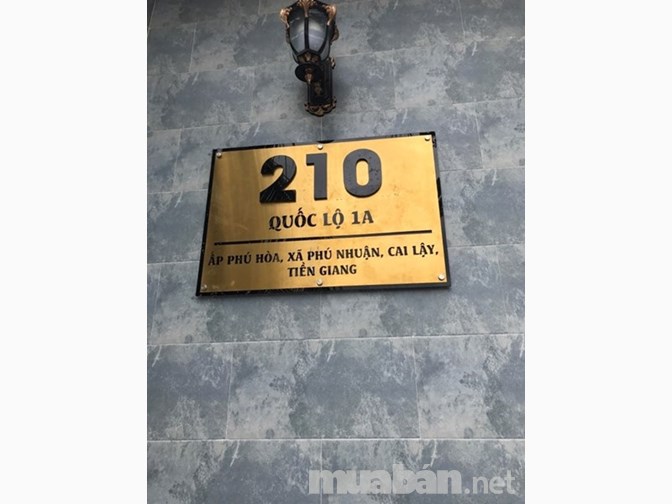 210
QUỐC LỘ 1A
ẤP PHÚ HÒA, XÃ PHÚ NHUẬN, CAI LẬY,
TIỀN GIANG
muaban.net